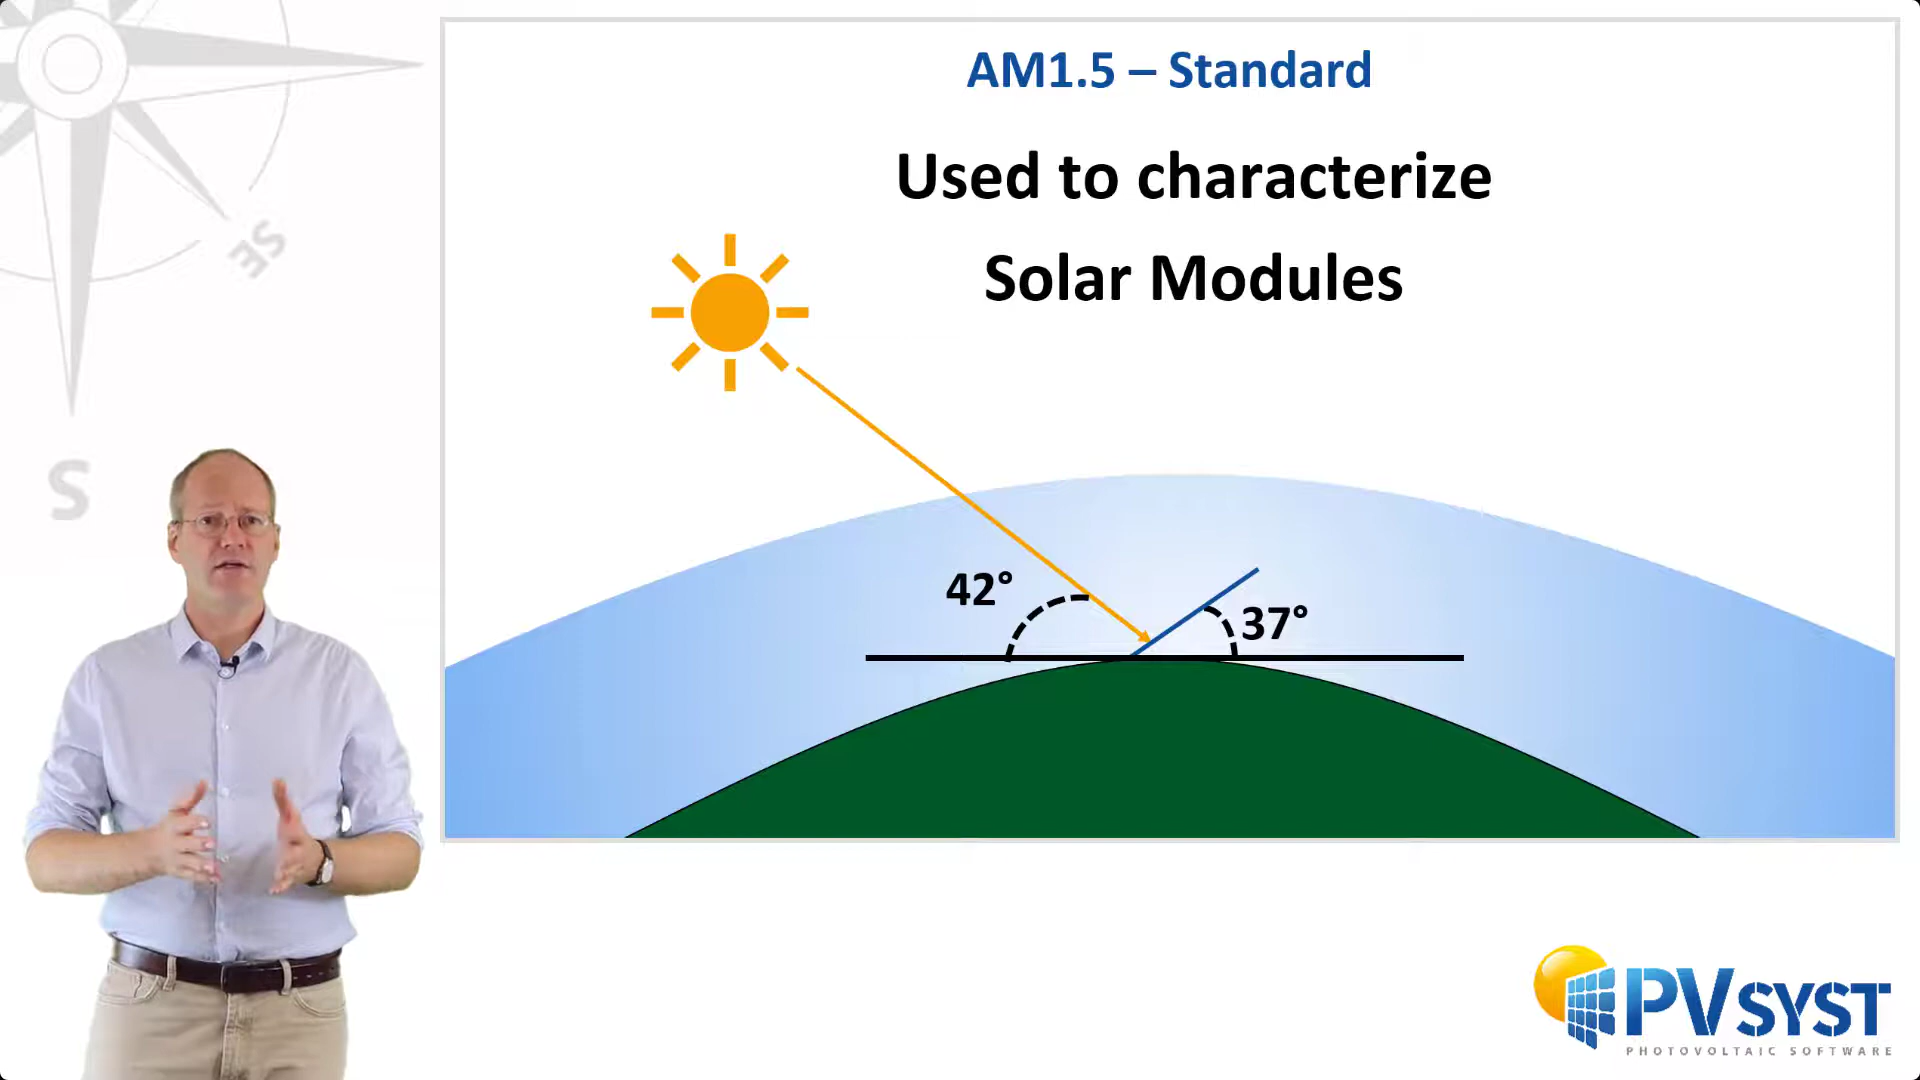 AM1.5 – Standard
Used to characterize
Solar Modules
SE
S
42°
37°
PVSYST
PHOTOVOLTAIC SOFTWARE